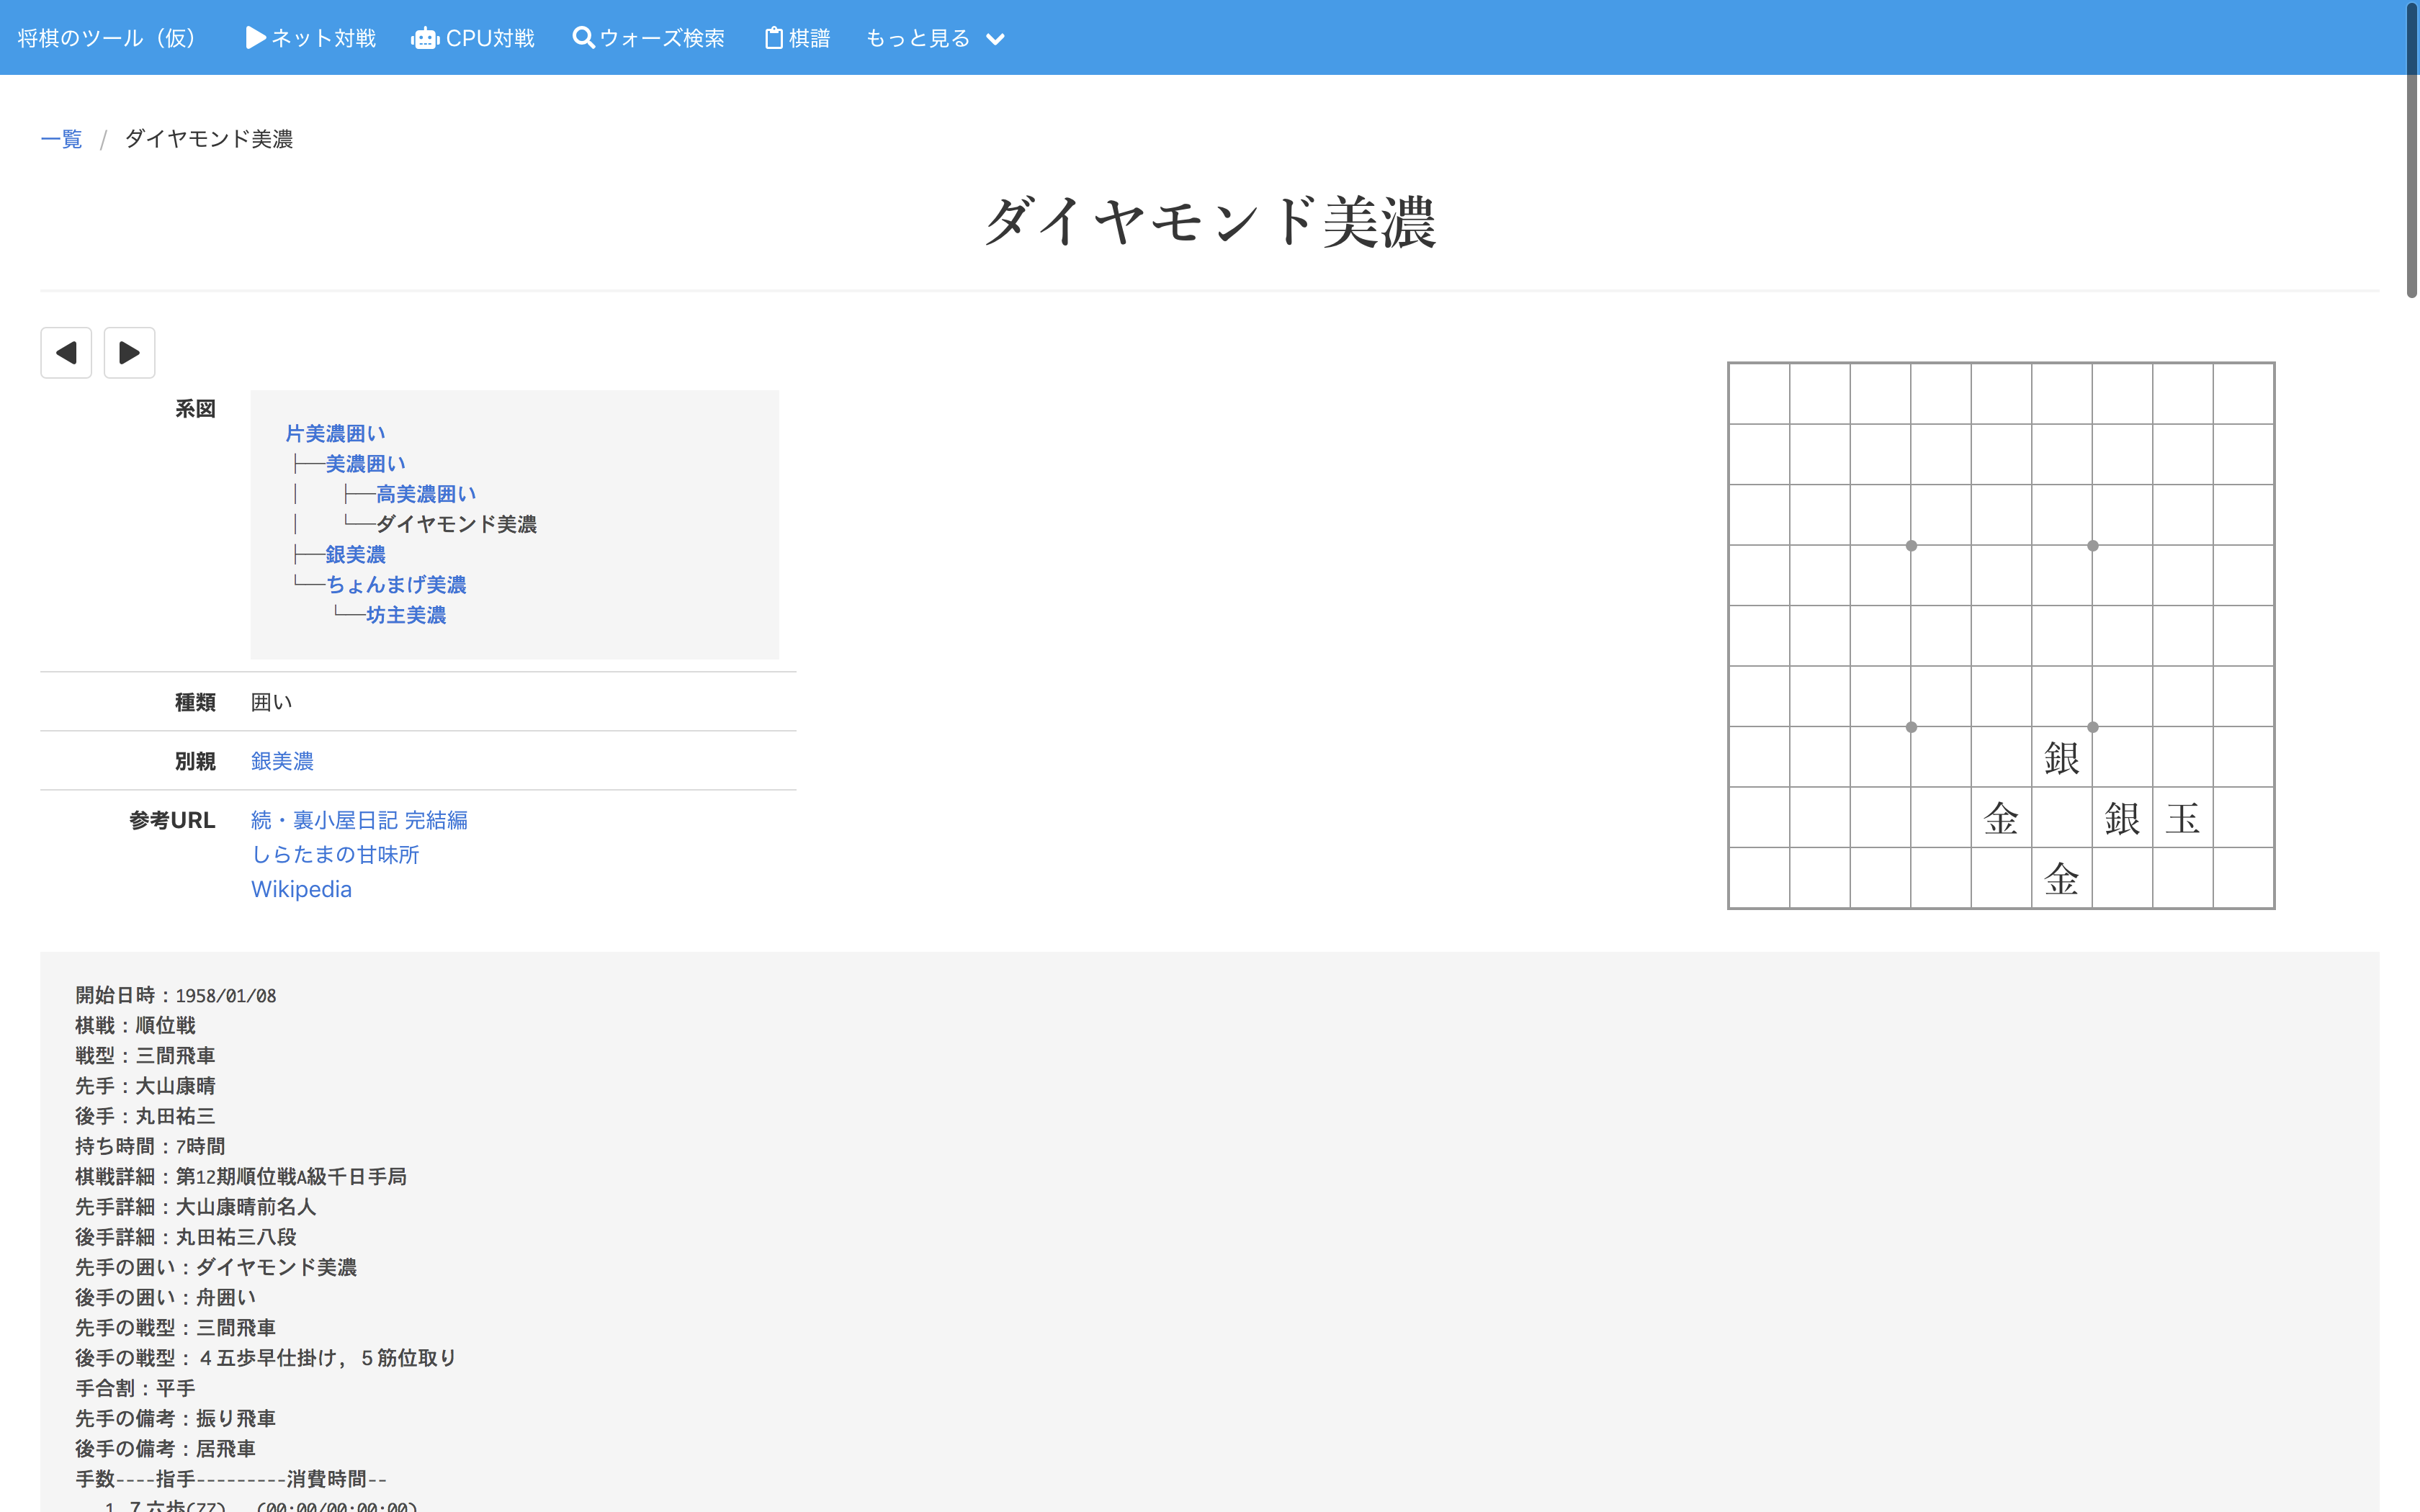 将棋のツール（仮） ネット対戦 CPU対戦 ウォーズ検索 棋譜 もっと見る
一覧 / ダイヤモンド美濃
ダイヤモンド美濃
系図
片美濃囲い
├──美濃囲い
│   ├──高美濃囲い
│   └──ダイヤモンド美濃
├──銀美濃
└──ちょんまげ美濃
    └──坊主美濃
種類 囲い
別親 銀美濃
参考URL 続・裏小屋日記 完結編
しらたまの甘味所
Wikipedia
銀
金 銀 玉
金
開始日時：1958/01/08
棋戦：順位戦
戦型：三間飛車
先手：大山康晴
後手：丸田祐三
持ち時間：7時間
棋戦詳細：第12期順位戦A級千日手局
先手詳細：大山康晴前名人
後手詳細：丸田祐三八段
先手の囲い：ダイヤモンド美濃
後手の囲い：舟囲い
先手の戦型：三間飛車
後手の戦型：４五歩早仕掛け, ５筋位取り
手合割：平手
先手の備考：振り飛車
後手の備考：居飛車
手数----指手---------消費時間--
1 ７六歩(77) (00:00/00:00:00)